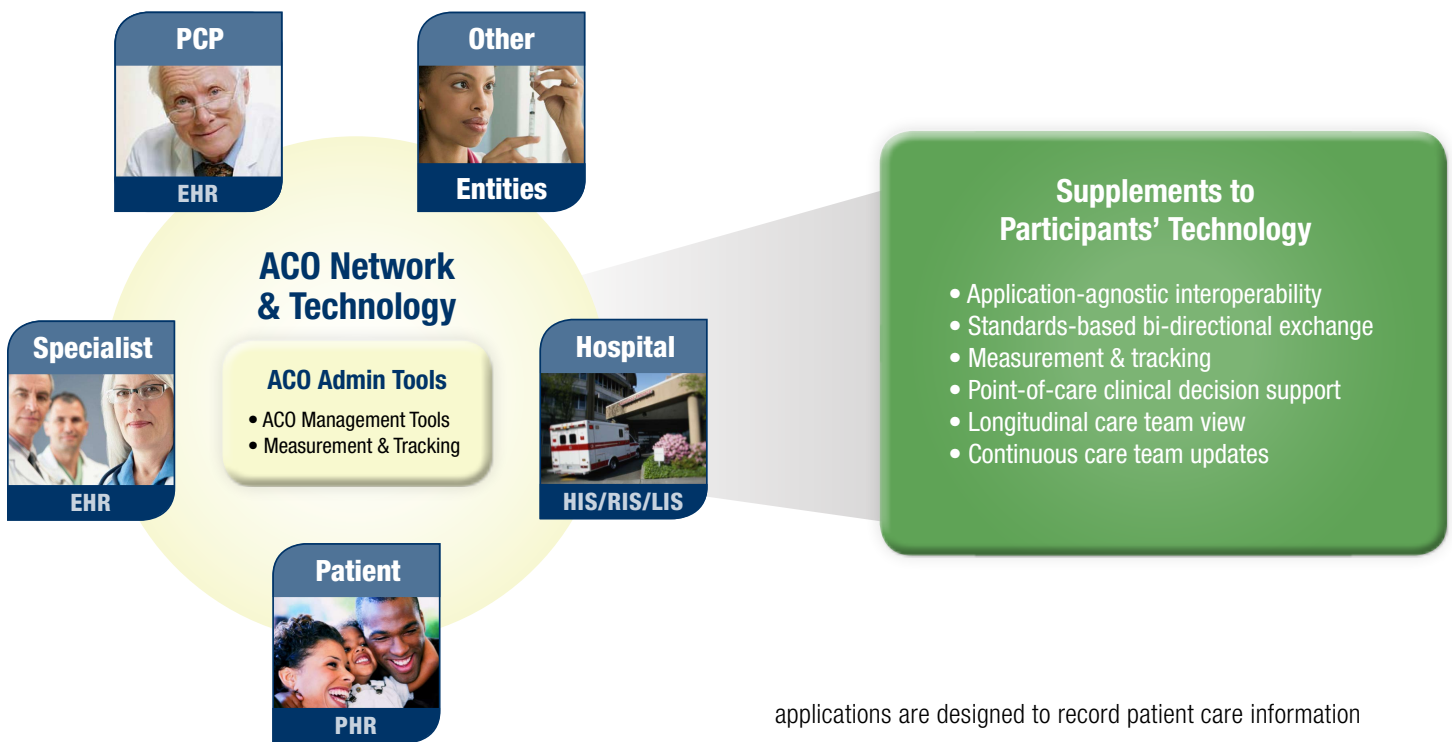 PCP
EHR
Other
Entities
ACO Network
& Technology
ACO Admin Tools
• ACO Management Tools
• Measurement & Tracking
Specialist
EHR
Hospital
HIS/RIS/LIS
Patient
PHR
Supplements to
Participants’ Technology
• Application-agnostic interoperability
• Standards-based bi-directional exchange
• Measurement & tracking
• Point-of-care clinical decision support
• Longitudinal care team view
• Continuous care team updates
applications are designed to record patient care information